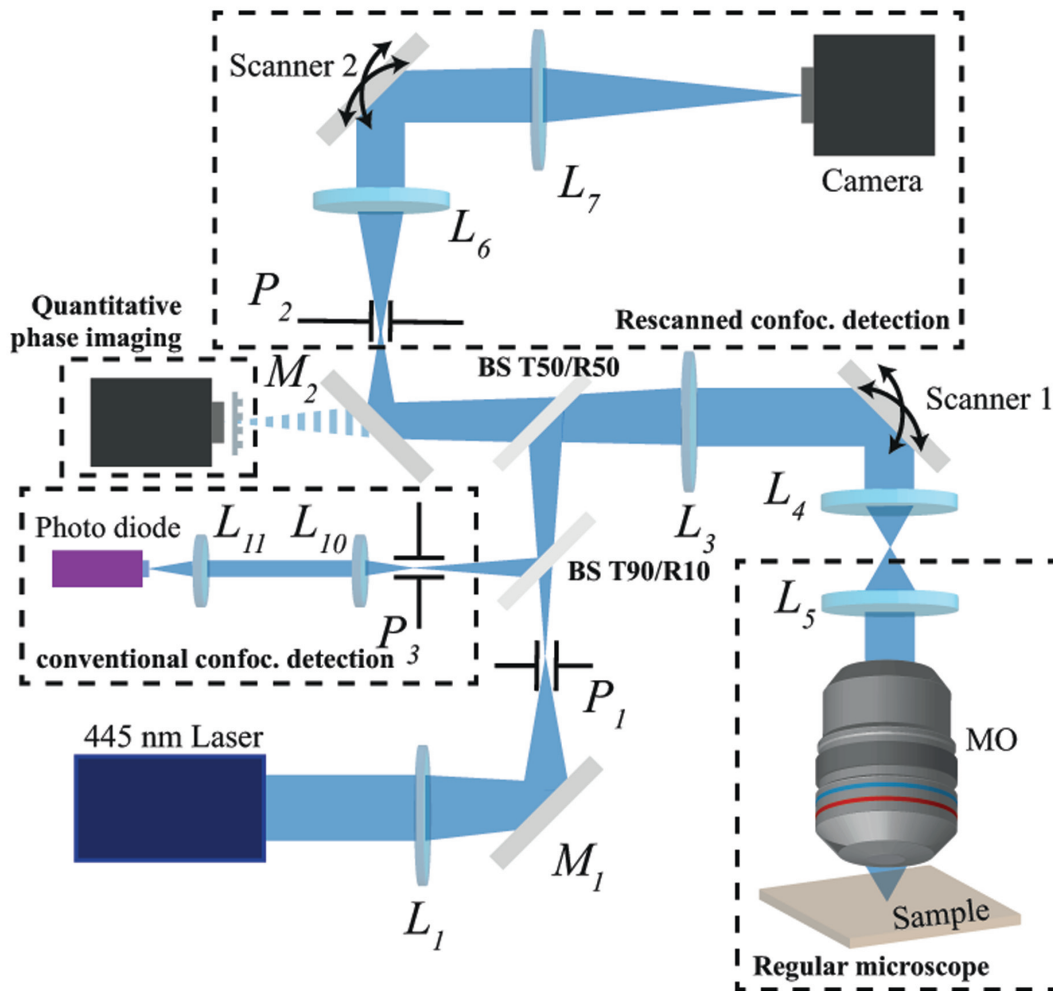 Scanner 2
L7
Camera
L6
P2
Rescanned confoc. detection
Quantitative
phase imaging
M2
BS T50/R50
Scanner 1
L3
L4
Photo diode
L11
L10
BS T90/R10
P3
conventional confoc. detection
L5
P1
445 nm Laser
MO
M1
L1
Sample
Regular microscope